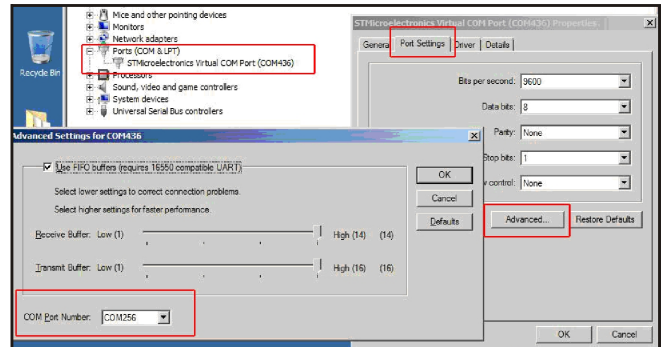 Mice and other pointing devices
Monitors
Network adapters
Ports (COM & LPT)
STMicroelectronics Virtual COM Port (COM436)
Processors
Sound, video and game controllers
System devices
Universal Serial Bus controllers
Recycle Bin
STMicroelectronics Virtual COM Port (COM436) Properties
General
Port Settings
Driver
Details
Bits per second: 9600
Data bits: 8
Parity: None
Stop bits: 1
w control: None
Advanced...
Restore Defaults
OK
Cancel
Advanced Settings for COM436
Use FIFO buffers (requires 16550 compatible UART)
Select lower settings to correct connection problems.
Select higher settings for faster performance.
Receive Buffer: Low (1) High (14) (14)
Transmit Buffer: Low (1) High (16) (16)
COM Port Number: COM256
OK
Cancel
Defaults